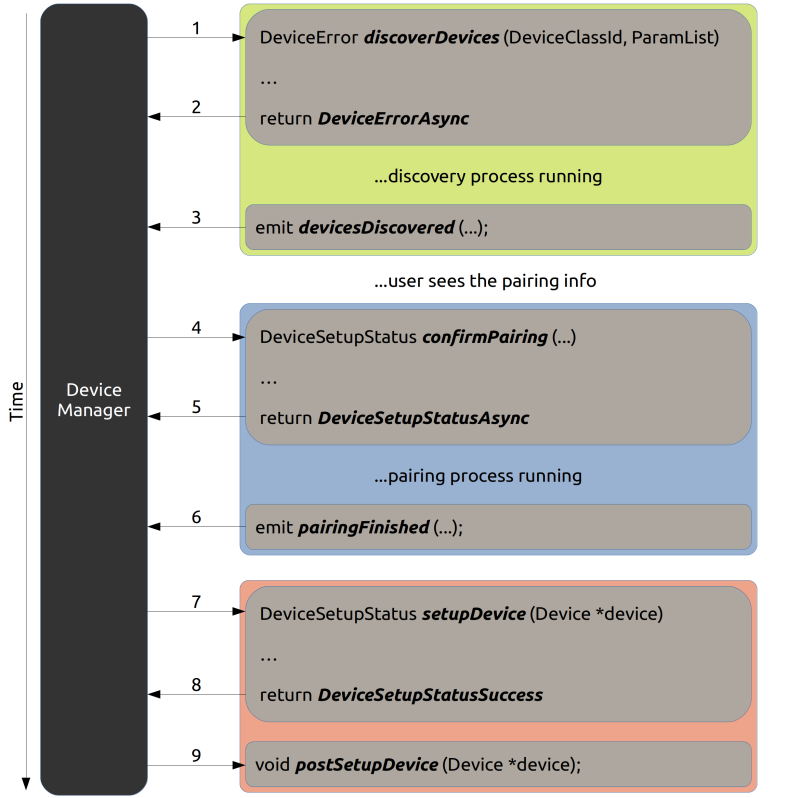 Time
Device
Manager
1
DeviceError discoverDevices (DeviceClassId, ParamList)
...
2
return DeviceErrorAsync
...discovery process running
3
emit devicesDiscovered (...);
...user sees the pairing info
4
DeviceSetupStatus confirmPairing (...)
...
5
return DeviceSetupStatusAsync
...pairing process running
6
emit pairingFinished (...);
7
DeviceSetupStatus setupDevice (Device *device)
...
8
return DeviceSetupStatusSuccess
9
void postSetupDevice (Device *device);